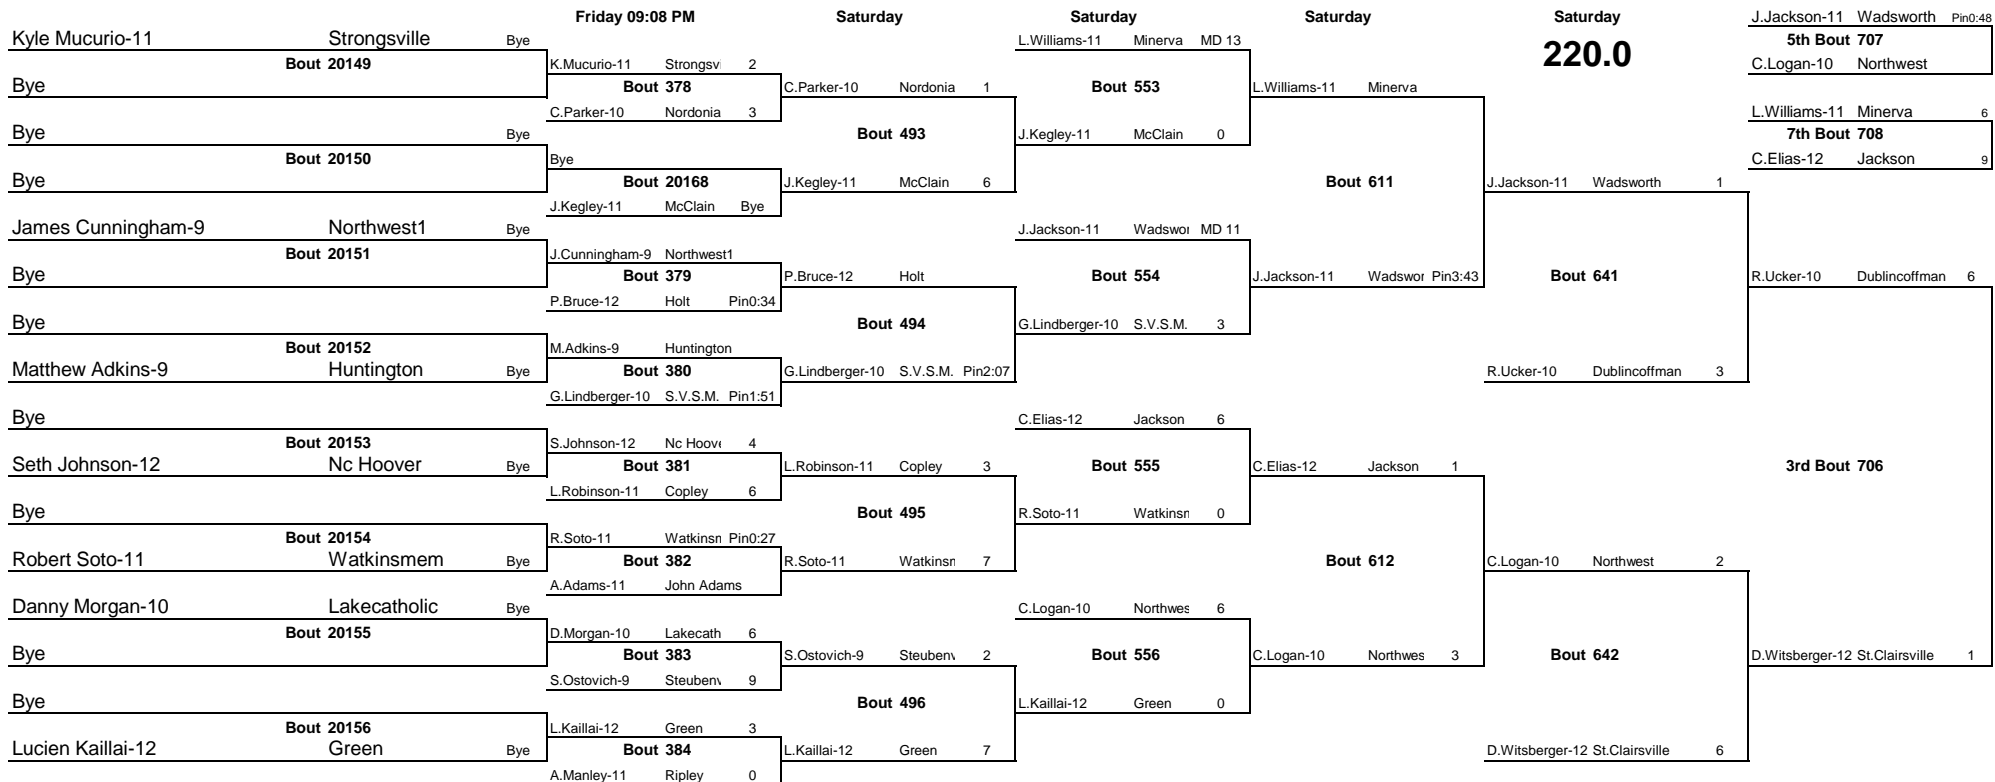 Friday 09:08 PM Saturday Saturday Saturday Saturday
220.0
Kyle Mucurio-11 Strongsville Bye
Bout 20149
Bye
Bye Bye
Bout 20150
Bye
James Cunningham-9 Northwest1 Bye
Bout 20151
Bye
Bye
Bout 20152
Matthew Adkins-9 Huntington Bye
Bye
Bout 20153
Seth Johnson-12 Nc Hoover Bye
Bye
Bout 20154
Robert Soto-11 Watkinsmem Bye
Danny Morgan-10 Lakecatholic Bye
Bout 20155
Bye
Bye
Bout 20156
Lucien Kaillai-12 Green Bye
K.Mucurio-11 Strongsvi 2
Bout 378
C.Parker-10 Nordonia 3
Bye
Bout 20168
J.Kegley-11 McClain Bye
J.Cunningham-9 Northwest1
Bout 379
P.Bruce-12 Holt Pin0:34
M.Adkins-9 Huntington
Bout 380
G.Lindberger-10 S.V.S.M. Pin1:51
S.Johnson-12 Nc Hoov 4
Bout 381
L.Robinson-11 Copley 6
R.Soto-11 Watkinsm Pin0:27
Bout 382
A.Adams-11 John Adams
D.Morgan-10 Lakecath 6
Bout 383
S.Ostovich-9 Steubenv 9
L.Kaillai-12 Green 3
Bout 384
A.Manley-11 Ripley 0
C.Parker-10 Nordonia 1
Bout 493
J.Kegley-11 McClain 6
P.Bruce-12 Holt
Bout 494
G.Lindberger-10 S.V.S.M. Pin2:07
L.Robinson-11 Copley 3
Bout 495
R.Soto-11 Watkinsm 7
S.Ostovich-9 Steubenv 2
Bout 496
L.Kaillai-12 Green 7
L.Williams-11 Minerva MD 13
Bout 553
J.Kegley-11 McClain 0
J.Jackson-11 Wadswor MD 11
Bout 554
G.Lindberger-10 S.V.S.M. 3
C.Elias-12 Jackson 6
Bout 555
R.Soto-11 Watkinsm 0
C.Logan-10 Northwes 6
Bout 556
L.Kaillai-12 Green 0
L.Williams-11 Minerva
Bout 611
J.Jackson-11 Wadswor Pin3:43
C.Elias-12 Jackson 1
Bout 612
C.Logan-10 Northwes 3
J.Jackson-11 Wadsworth 1
Bout 641
R.Ucker-10 Dublincoffman 3
C.Logan-10 Northwest 2
Bout 642
D.Witsberger-12 St.Clairsville 6
R.Ucker-10 Dublincoffman 6
3rd Bout 706
D.Witsberger-12 St.Clairsville 1
J.Jackson-11 Wadsworth Pin0:48
5th Bout 707
C.Logan-10 Northwest
L.Williams-11 Minerva 6
7th Bout 708
C.Elias-12 Jackson 9